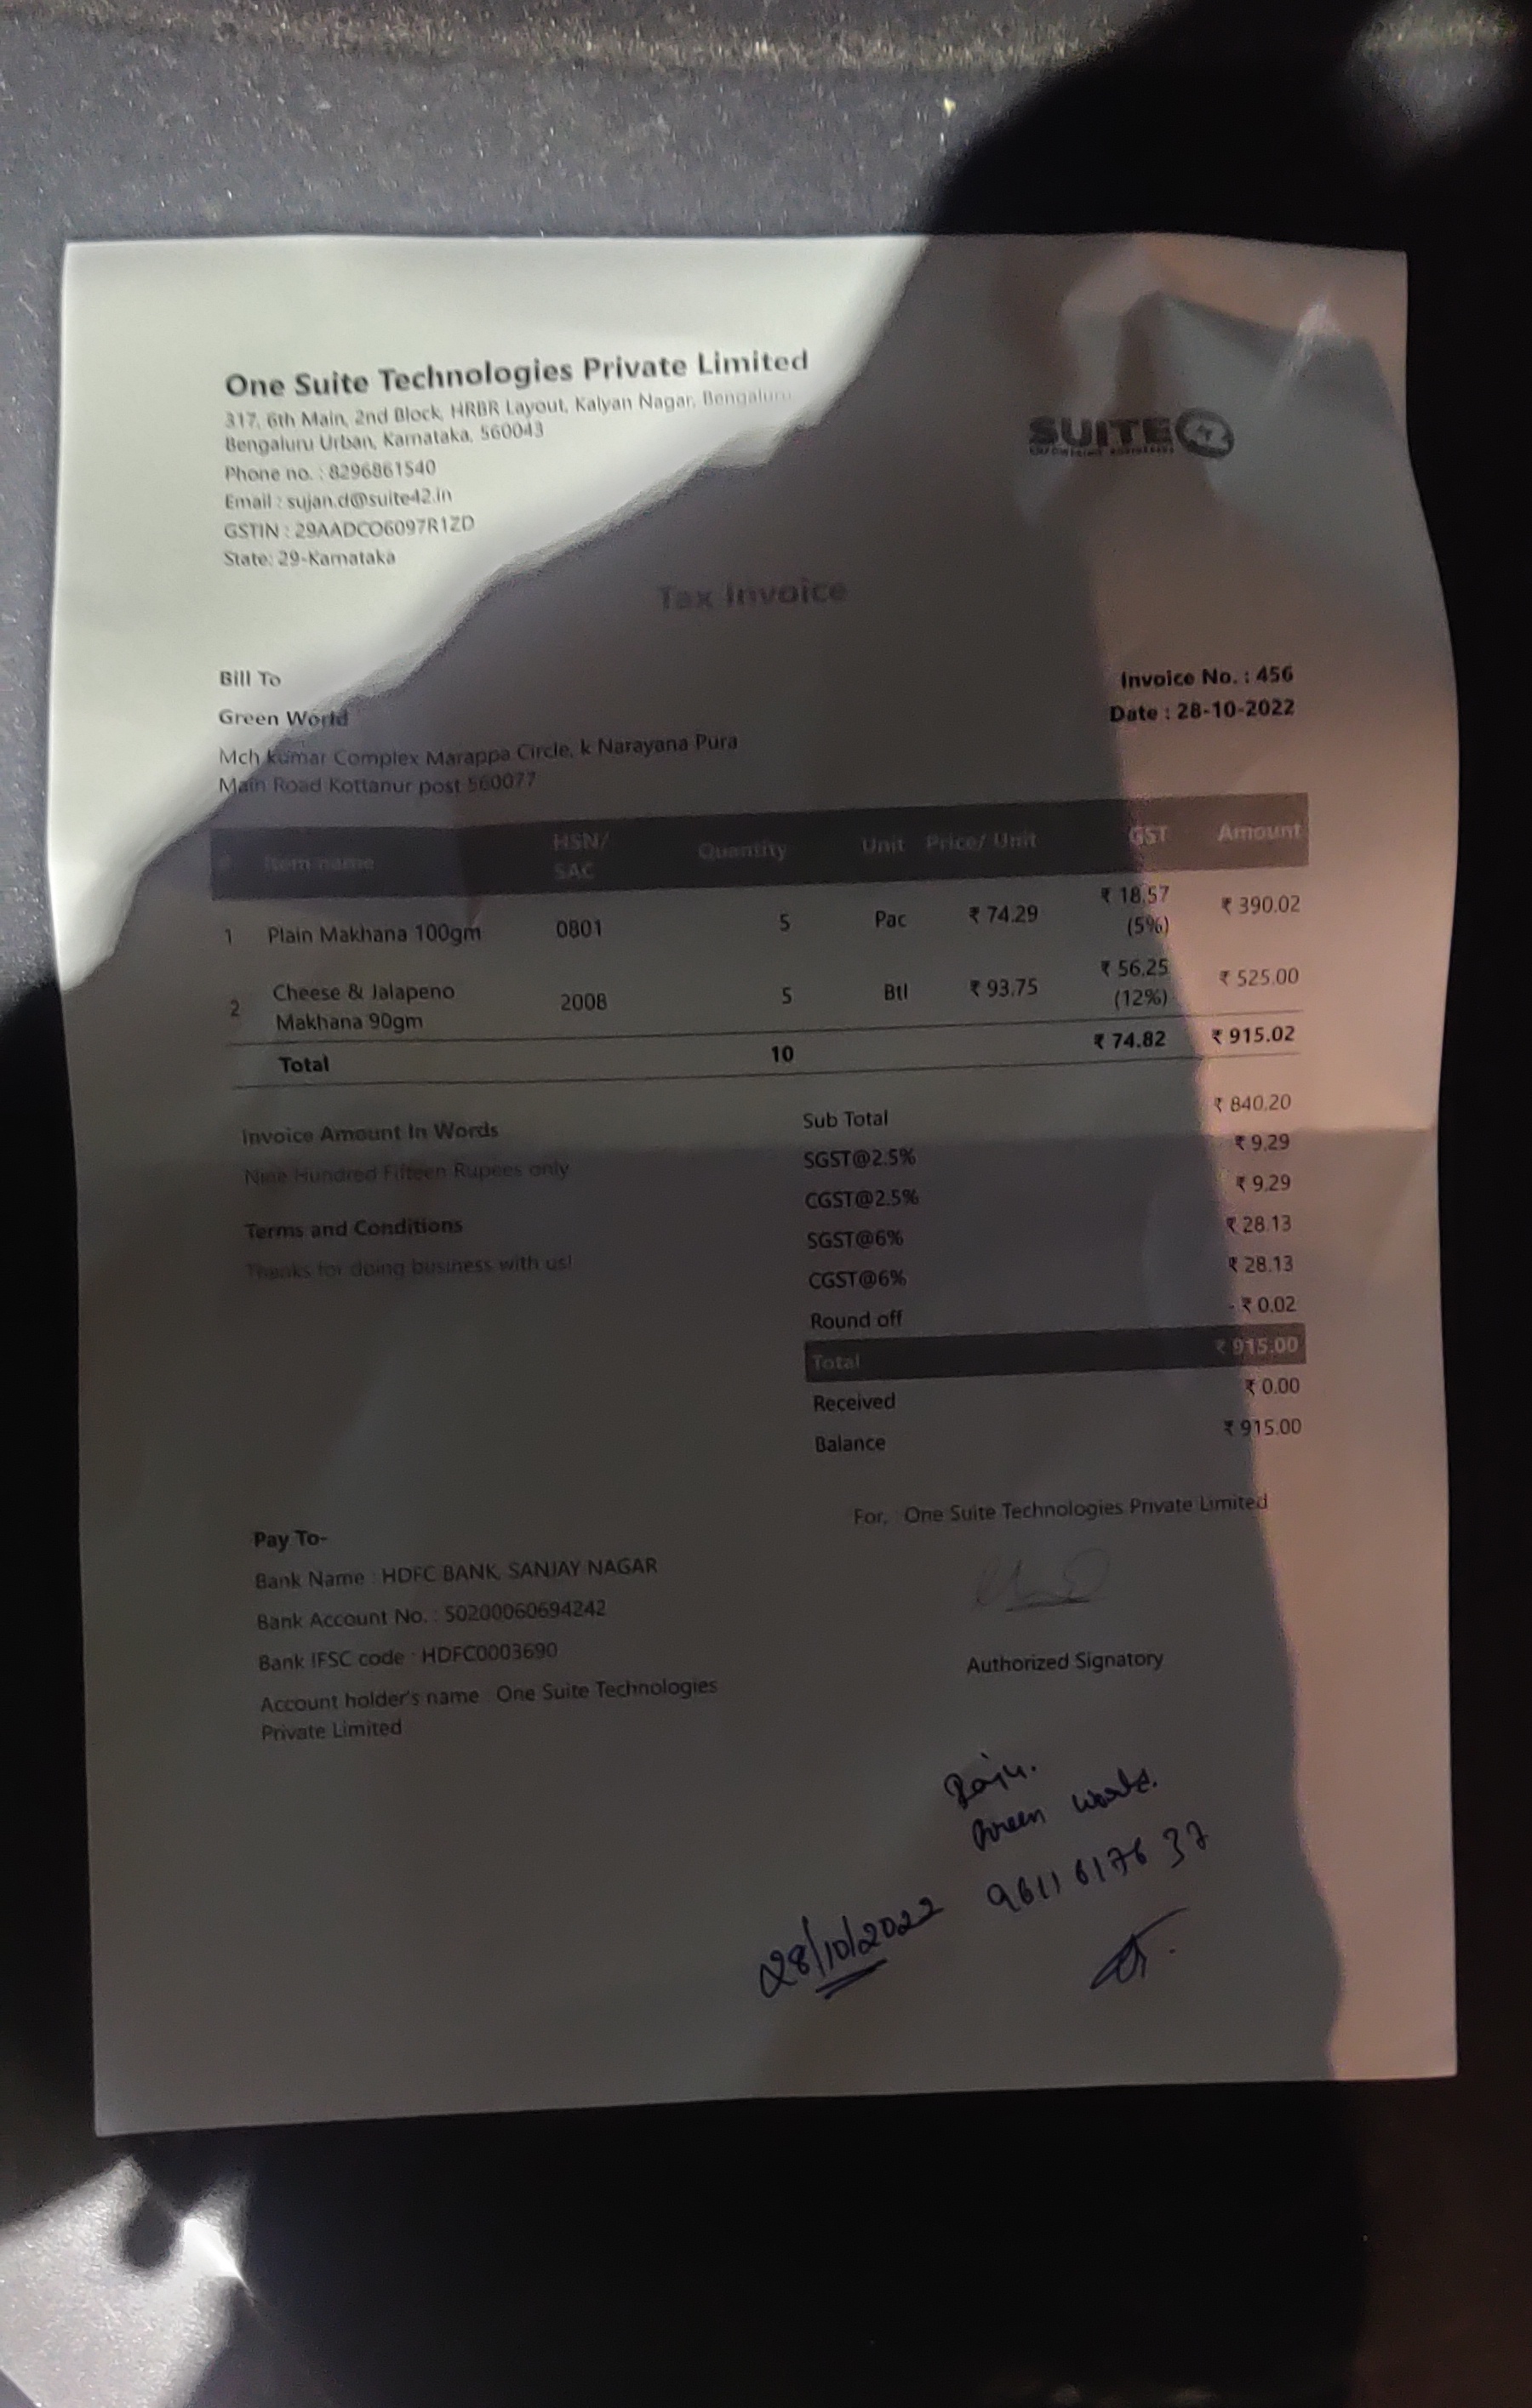 One Suite Technologies Private Limited
317, 6th Main, 2nd Block, HRBR Layout, Kalyan Nagar, Bengaluru
Bengaluru Urban, Karnataka, 560043
Phone no. : 8296861540
Email : sujan.d@suite42.in
GSTIN : 29AADCO6097R1ZD
State: 29-Karnataka
SUITE 42
Tax Invoice
Bill To
Green World
Mch kumar Complex Marappa Circle, k Narayana Pura
Main Road Kottanur post 560077
Invoice No. : 456
Date : 28-10-2022
# Item name HSN/ SAC Quantity Unit Price/ Unit GST Amount
1 Plain Makhana 100gm 0801 5 Pac ₹ 74.29 ₹ 18.57 (5%) ₹ 390.02
2 Cheese & Jalapeno Makhana 90gm 2008 5 Btl ₹ 93.75 ₹ 56.25 (12%) ₹ 525.00
Total 10 ₹ 74.82 ₹ 915.02
Invoice Amount In Words
Nine Hundred Fifteen Rupees only
Terms and Conditions
Thanks for doing business with us!
Sub Total ₹ 840.20
SGST@2.5% ₹ 9.29
CGST@2.5% ₹ 9.29
SGST@6% ₹ 28.13
CGST@6% ₹ 28.13
Round off - ₹ 0.02
Total ₹ 915.00
Received ₹ 0.00
Balance ₹ 915.00
Pay To-
Bank Name : HDFC BANK, SANJAY NAGAR
Bank Account No. : 50200060694242
Bank IFSC code : HDFC0003690
Account holder's name : One Suite Technologies
Private Limited
For, : One Suite Technologies Private Limited
Authorized Signatory
Raju.
Green World.
9611617637
28/10/2022